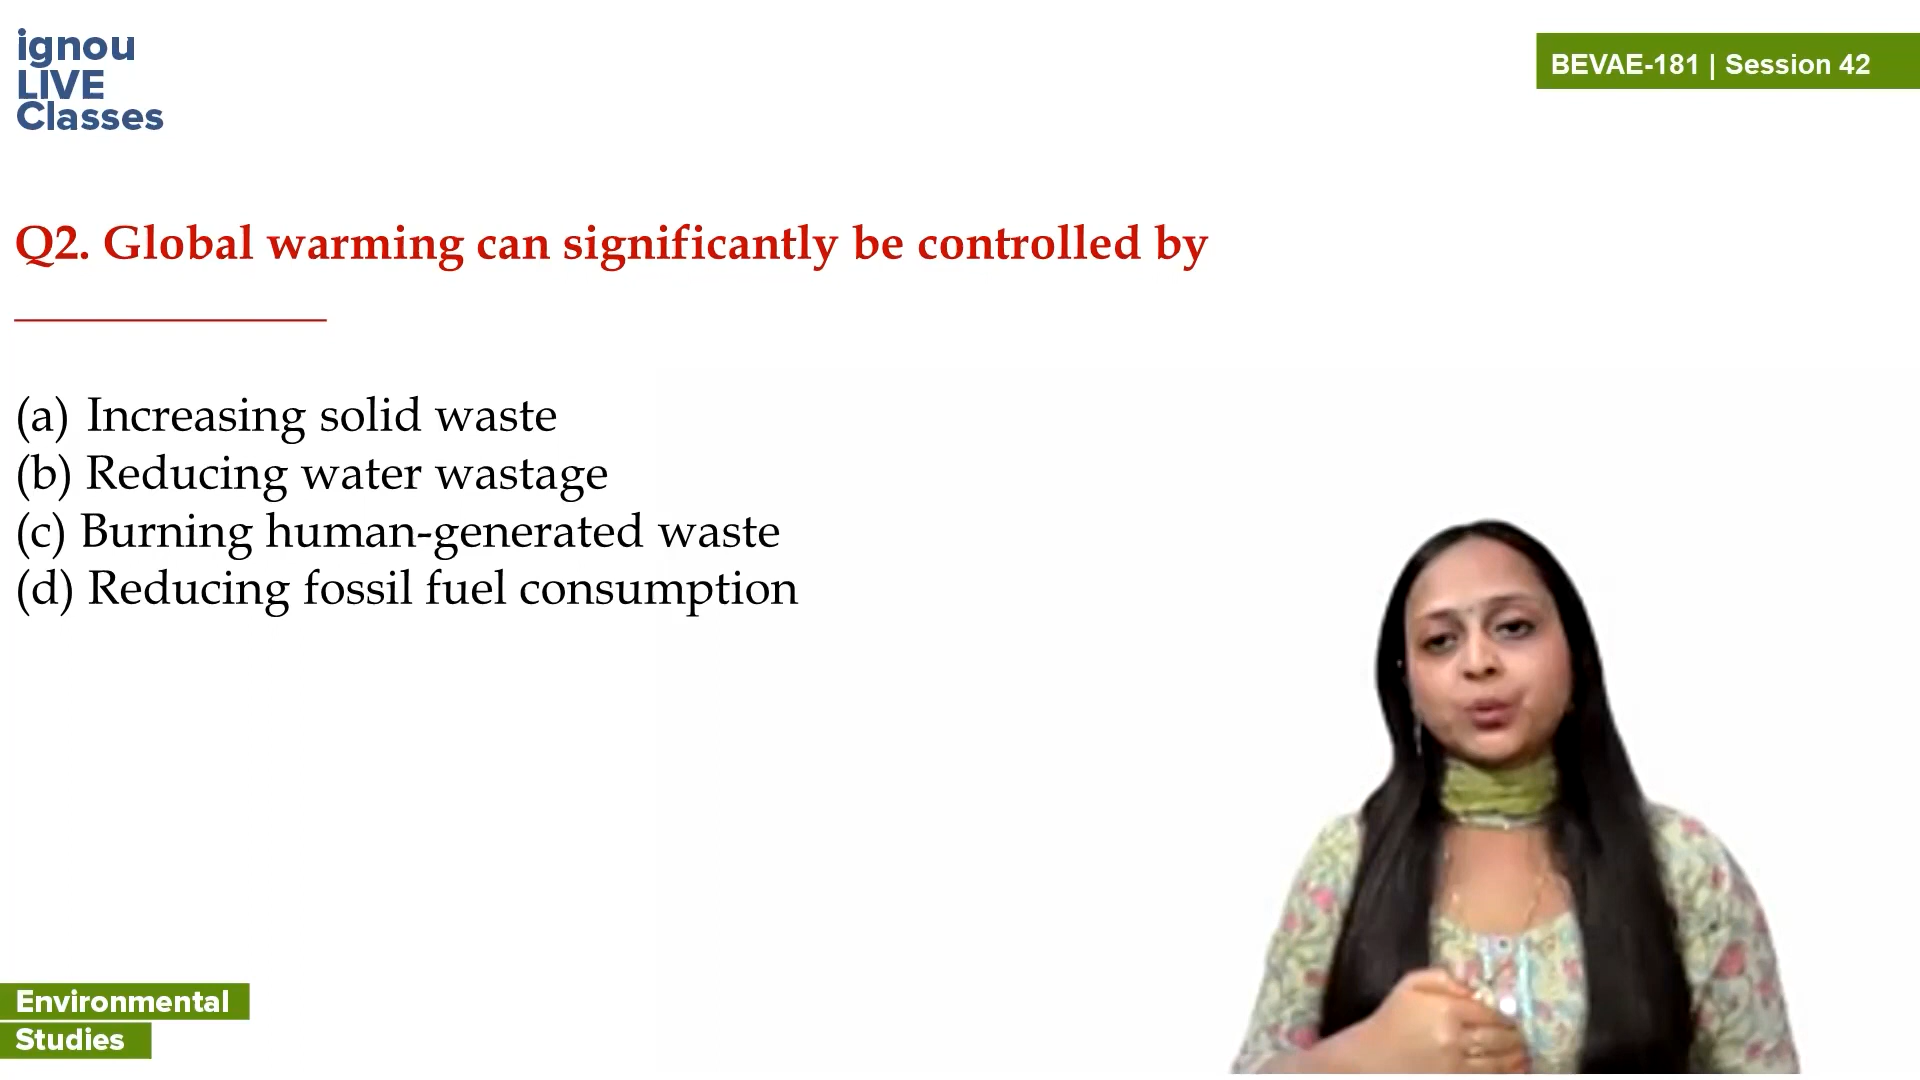 ignou
LIVE
Classes
BEVAE-181 | Session 42
Q2. Global warming can significantly be controlled by
______________
(a) Increasing solid waste
(b) Reducing water wastage
(c) Burning human-generated waste
(d) Reducing fossil fuel consumption
Environmental
Studies